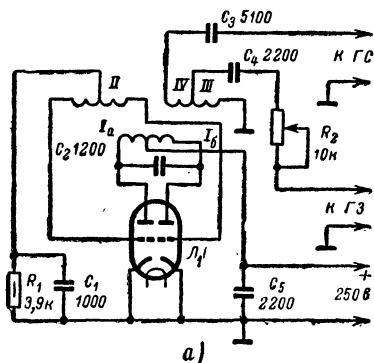 C3 5100
C4 2200
К ГС
II
IV III
Iа
Iб
C2 1200
R2
10к
К ГЗ
Л1
R1
3,9к
C1
1000
C5
2200
+
250 в
-
а)